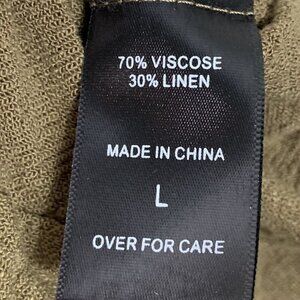 70% VISCOSE
30% LINEN
MADE IN CHINA
L
OVER FOR CARE